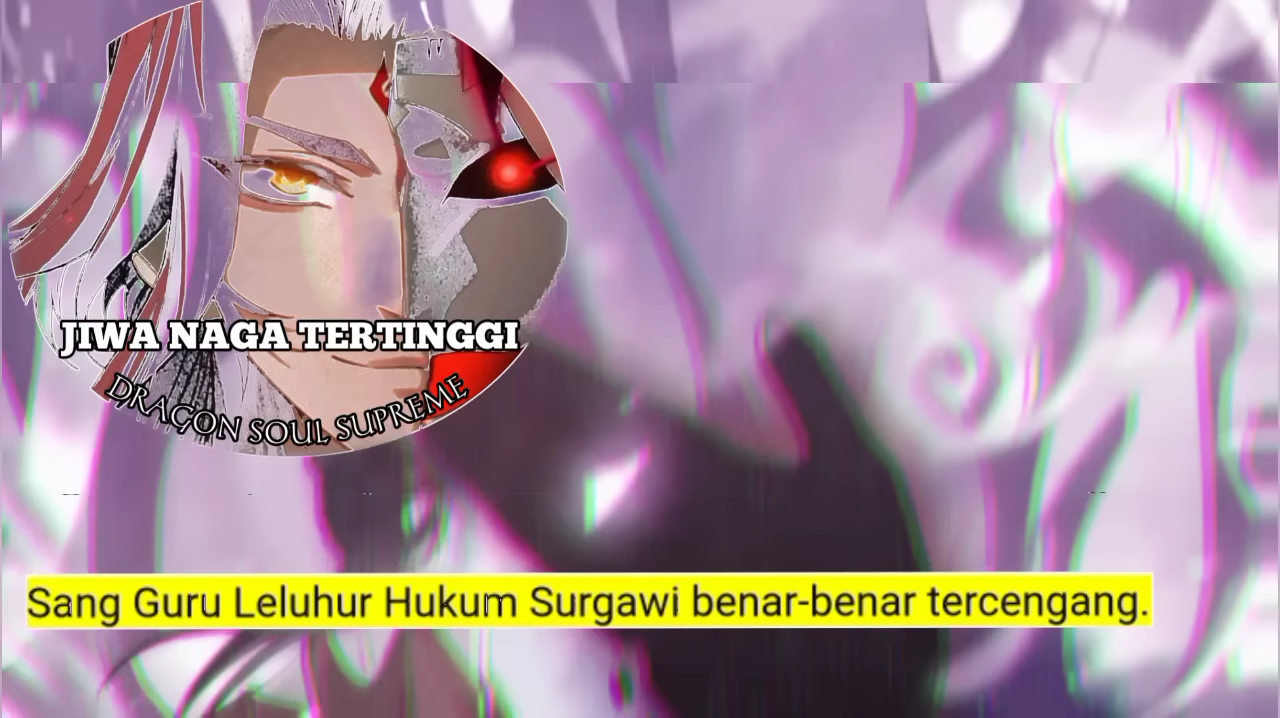 JIWA NAGA TERTINGGI
DRAGON SOUL SUPREME
Sang Guru Leluhur Hukum Surgawi benar-benar tercengang.